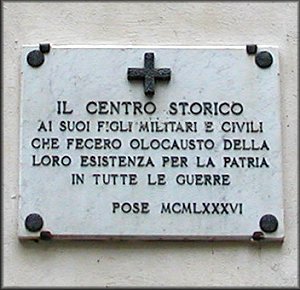 IL CENTRO STORICO
AI SUOI FIGLI MILITARI E CIVILI
CHE FECERO OLOCAUSTO DELLA
LORO ESISTENZA PER LA PATRIA
IN TUTTE LE GUERRE
POSE MCMLXXXVI